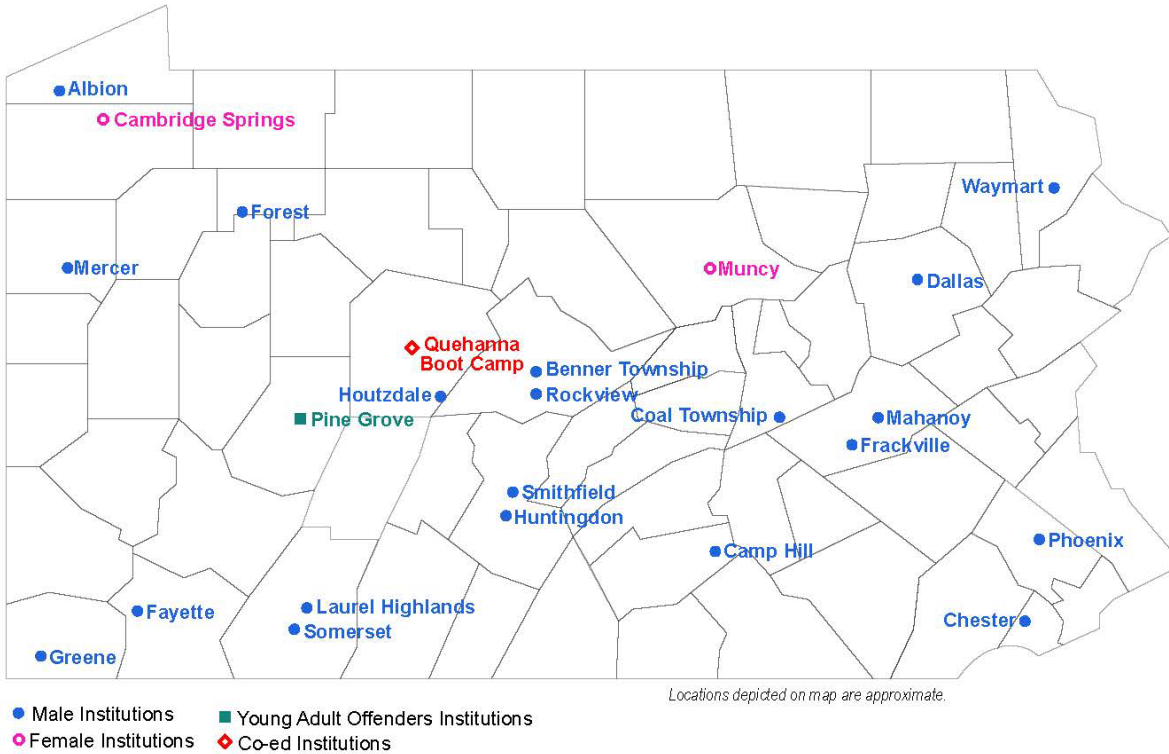 Albion
Cambridge Springs
Waymart
Forest
Mercer
Muncy
Dallas
Quehanna
Boot Camp
Benner Township
Houtzdale
Rockview
Pine Grove
Coal Township
Mahanoy
Frackville
Smithfield
Huntingdon
Phoenix
Camp Hill
Laurel Highlands
Fayette
Chester
Somerset
Greene
Locations depicted on map are approximate.
Male Institutions
Young Adult Offenders Institutions
Female Institutions
Co-ed Institutions